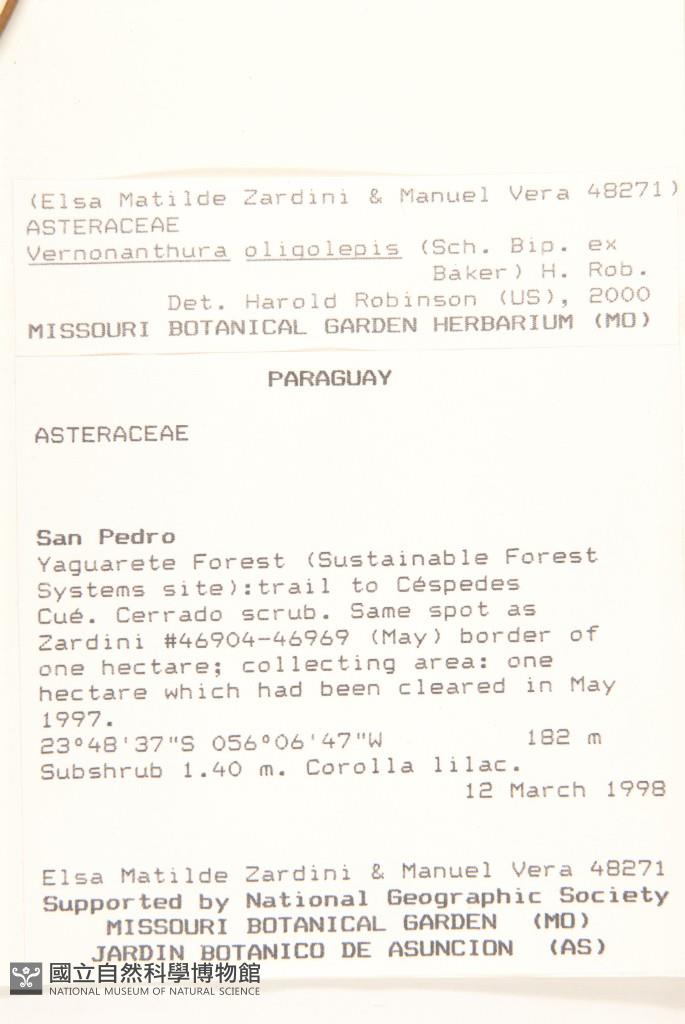 (Elsa Matilde Zardini & Manuel Vera 48271)
ASTERACEAE
Vernonanthura oligolepis (Sch. Bip. ex
Baker) H. Rob.
Det. Harold Robinson (US), 2000
MISSOURI BOTANICAL GARDEN HERBARIUM (MO)
PARAGUAY
ASTERACEAE
San Pedro
Yaguarete Forest (Sustainable Forest
Systems site):trail to Céspedes
Cué. Cerrado scrub. Same spot as
Zardini #46904-46969 (May) border of
one hectare; collecting area: one
hectare which had been cleared in May
1997.
23°48'37"S 056°06'47"W 182 m
Subshrub 1.40 m. Corolla lilac.
12 March 1998
Elsa Matilde Zardini & Manuel Vera 48271
Supported by National Geographic Society
MISSOURI BOTANICAL GARDEN (MO)
JARDIN BOTANICO DE ASUNCION (AS)
國立自然科學博物館
NATIONAL MUSEUM OF NATURAL SCIENCE